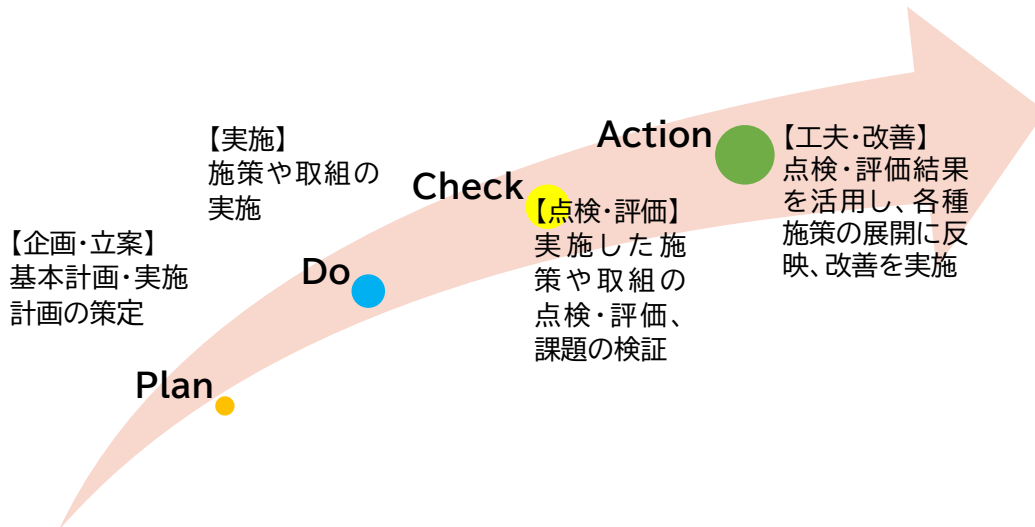 Plan
【企画・立案】
基本計画・実施
計画の策定
Do
【実施】
施策や取組の
実施
Check
【点検・評価】
実施した施
策や取組の
点検・評価、
課題の検証
Action
【工夫・改善】
点検・評価結果
を活用し、各種
施策の展開に反
映、改善を実施